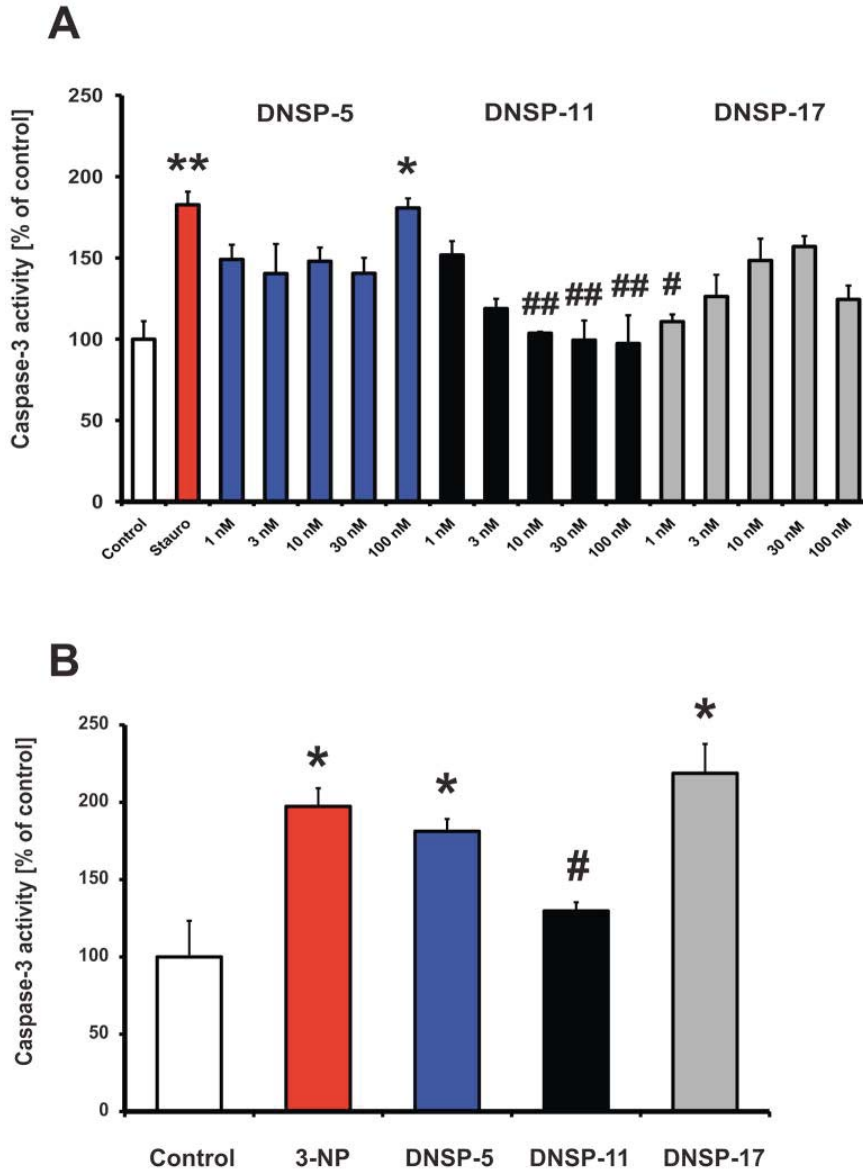 A
DNSP-5 DNSP-11 DNSP-17
Caspase-3 activity [% of control]
250
200
150
100
50
0
** * ## ## ## #
Control Stauro 1 nM 3 nM 10 nM 30 nM 100 nM 1 nM 3 nM 10 nM 30 nM 100 nM 1 nM 3 nM 10 nM 30 nM 100 nM
B
Caspase-3 activity [% of control]
250
200
150
100
50
0
* * # *
Control 3-NP DNSP-5 DNSP-11 DNSP-17